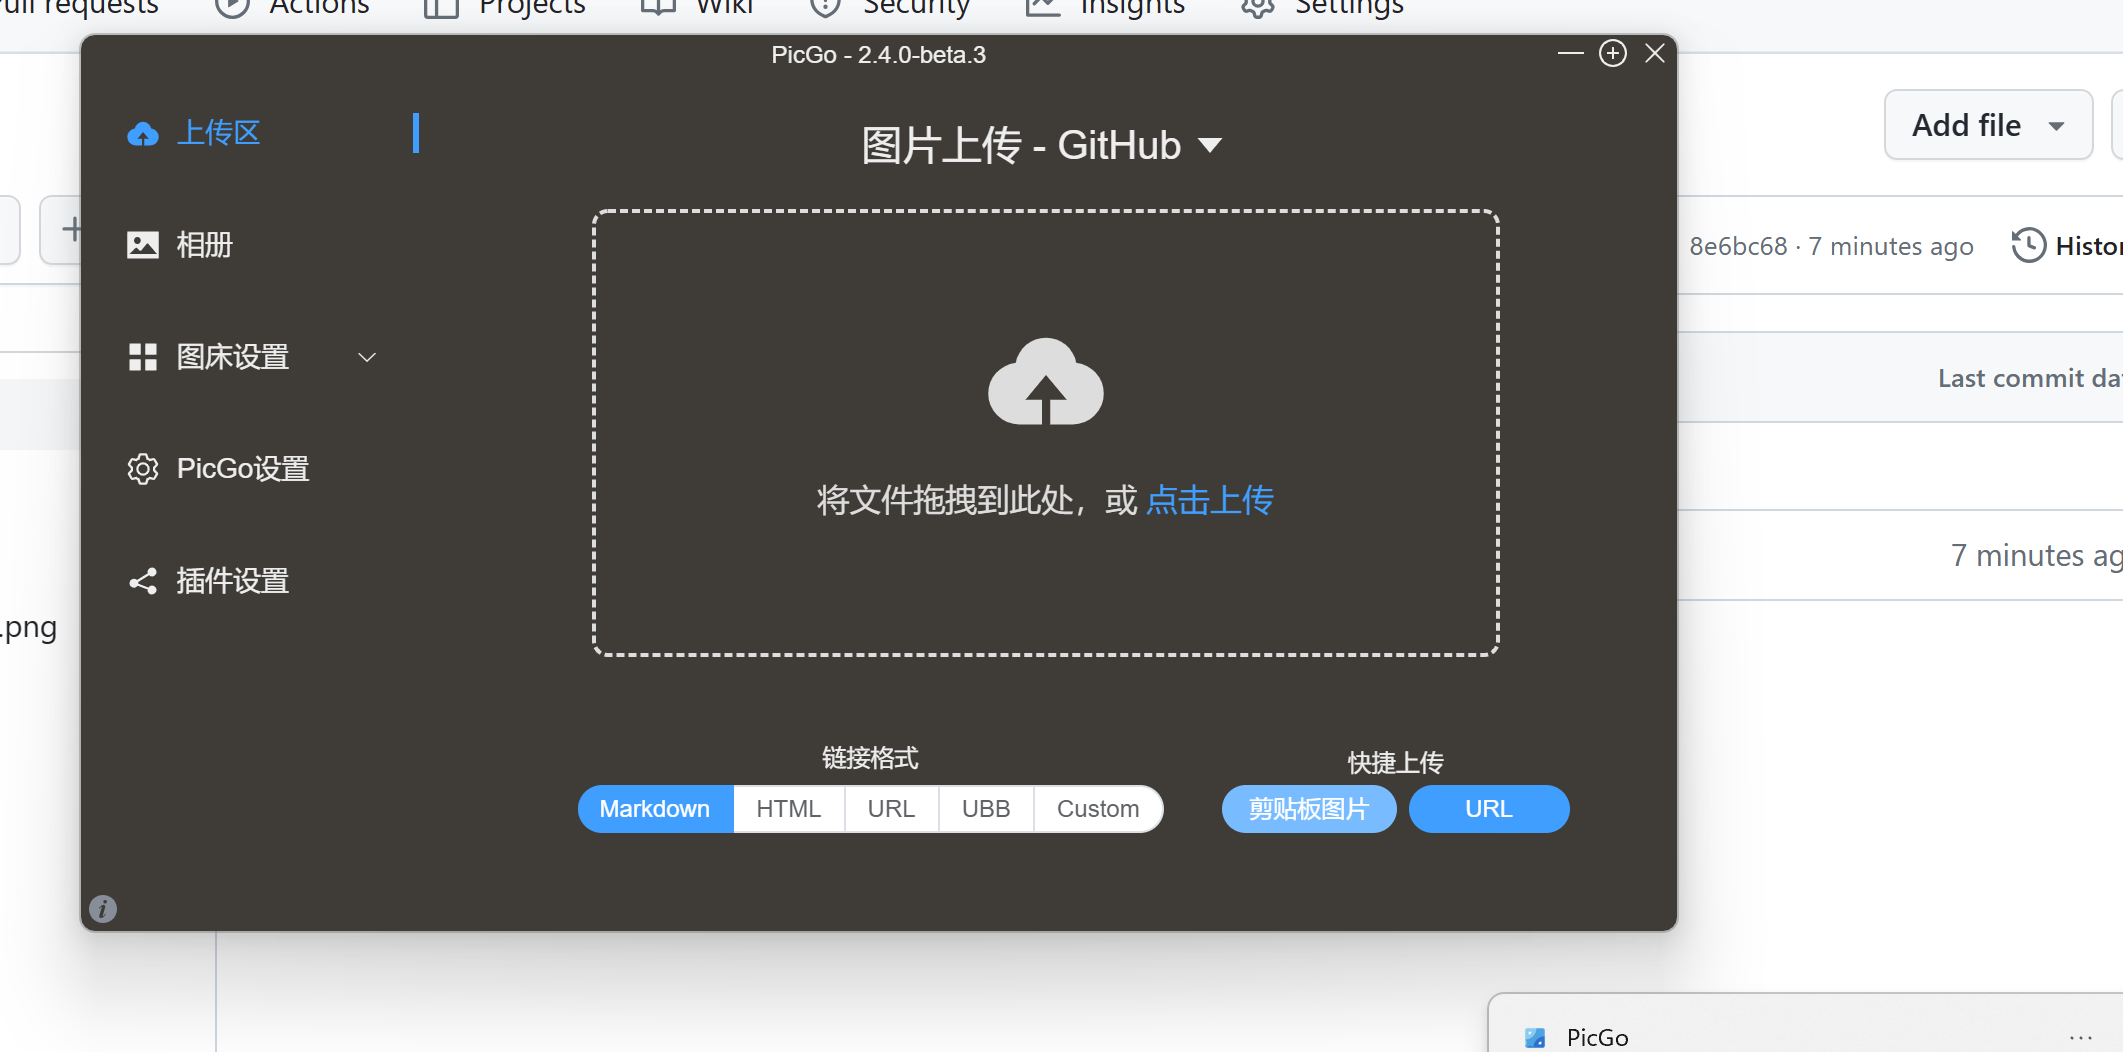 requests
Actions
Projects
Wiki
Security
Insights
Settings
PicGo - 2.4.0-beta.3
上传区
相册
图床设置
PicGo设置
插件设置
图片上传 - GitHub
将文件拖拽到此处，或 点击上传
链接格式
Markdown HTML URL UBB Custom
快捷上传
剪贴板图片 URL
Add file
8e6bc68 · 7 minutes ago
Last commit
7 minutes
.png
PicGo